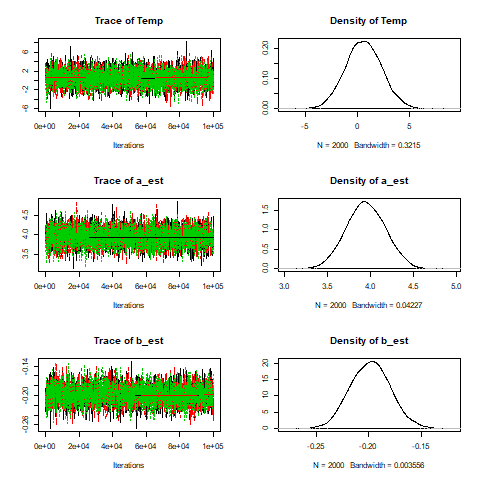 Trace of Temp
6
2
-2
-6
0e+00 2e+04 4e+04 6e+04 8e+04 1e+05
Iterations
Density of Temp
0.20
0.10
0.00
-5 0 5
N = 2000 Bandwidth = 0.3215
Trace of a_est
4.5
4.0
3.5
0e+00 2e+04 4e+04 6e+04 8e+04 1e+05
Iterations
Density of a_est
1.5
1.0
0.5
0.0
3.0 3.5 4.0 4.5 5.0
N = 2000 Bandwidth = 0.04227
Trace of b_est
-0.14
-0.20
-0.26
0e+00 2e+04 4e+04 6e+04 8e+04 1e+05
Iterations
Density of b_est
20
15
10
5
0
-0.25 -0.20 -0.15
N = 2000 Bandwidth = 0.003556